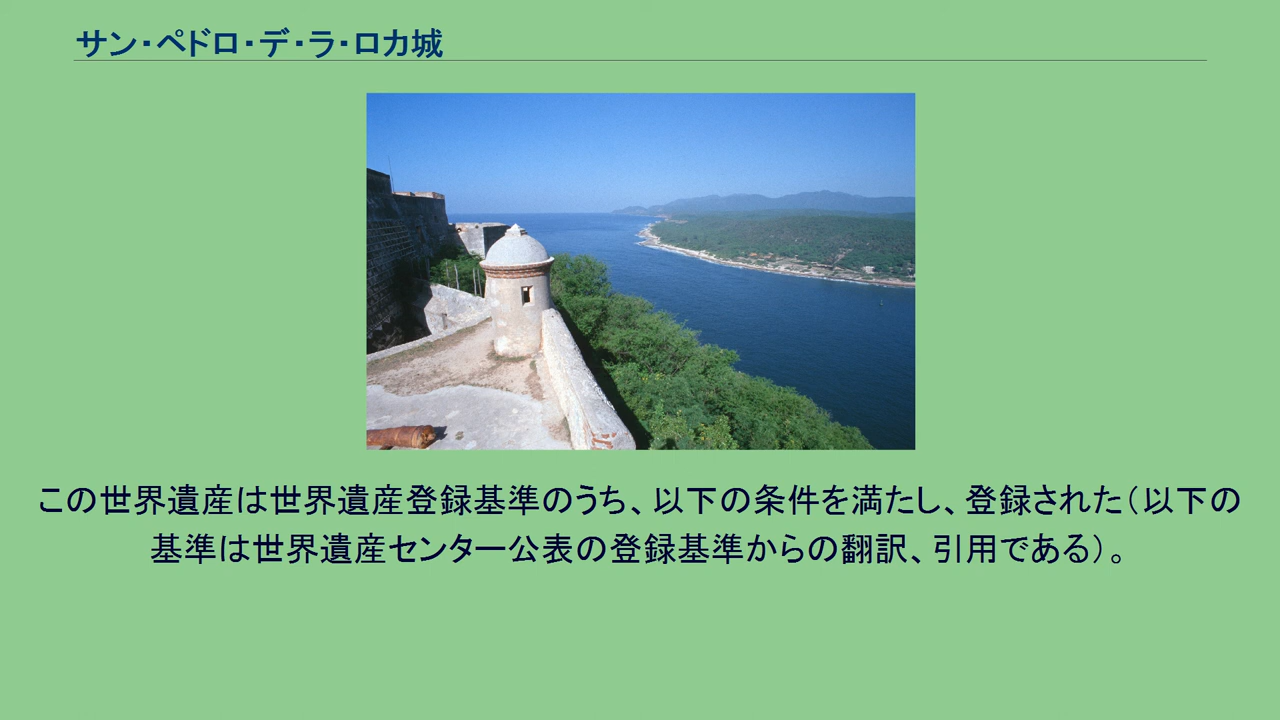 サン・ペドロ・デ・ラ・ロカ城
この世界遺産は世界遺産登録基準のうち、以下の条件を満たし、登録された（以下の
基準は世界遺産センター公表の登録基準からの翻訳、引用である）。